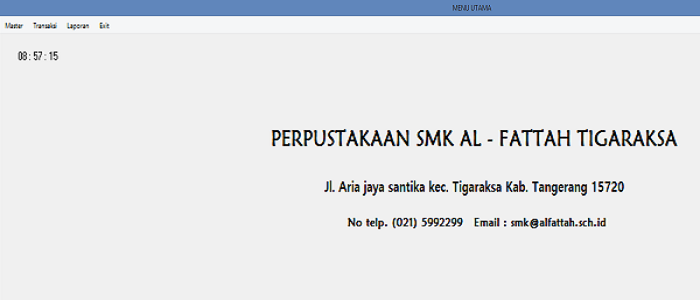 MENU UTAMA
Master Transaksi Laporan Exit
08 : 57 : 15
PERPUSTAKAAN SMK AL - FATTAH TIGARAKSA
Jl. Aria jaya santika kec. Tigaraksa Kab. Tangerang 15720
No telp. (021) 5992299 Email : smk@alfattah.sch.id